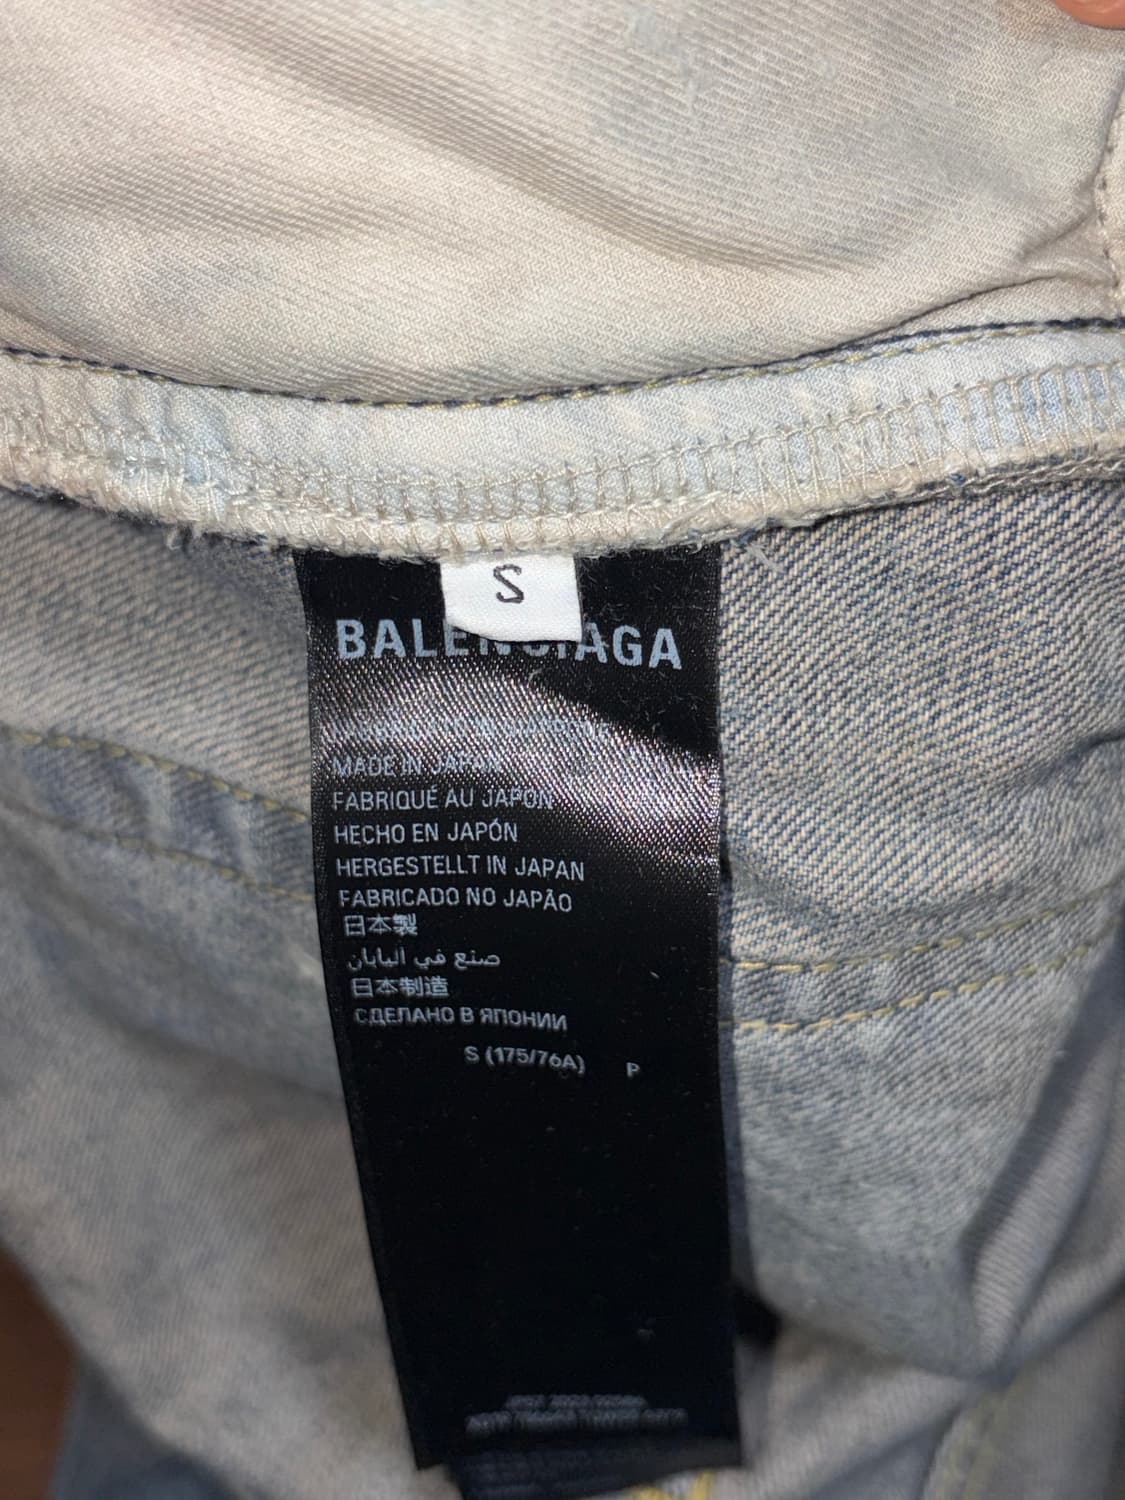 S
BALENCIAGA
MADE IN JAPAN
FABRIQUÉ AU JAPON
HECHO EN JAPÓN
HERGESTELLT IN JAPAN
FABRICADO NO JAPÃO
日本製
صنع في اليابان
日本制造
СДЕЛАНО В ЯПОНИИ
S (175/76A) P